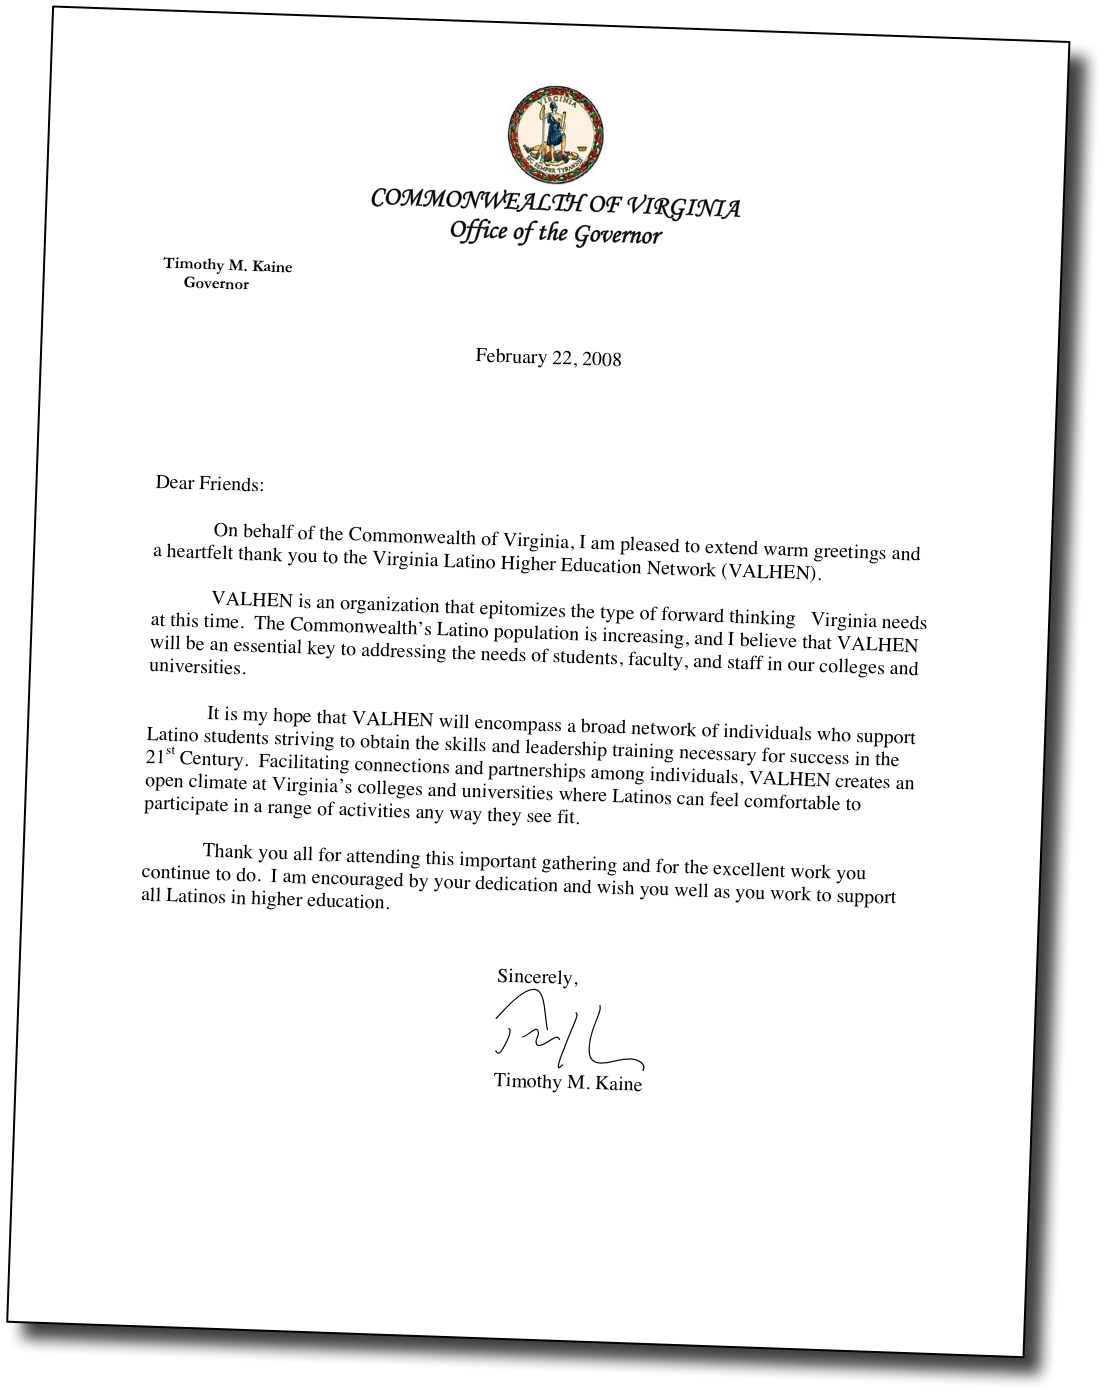 VIRGINIA
SIC SEMPER TYRANNIS
COMMONWEALTH OF VIRGINIA
Office of the Governor
Timothy M. Kaine
Governor
February 22, 2008
Dear Friends:
On behalf of the Commonwealth of Virginia, I am pleased to extend warm greetings and
a heartfelt thank you to the Virginia Latino Higher Education Network (VALHEN).
VALHEN is an organization that epitomizes the type of forward thinking Virginia needs
at this time. The Commonwealth's Latino population is increasing, and I believe that VALHEN
will be an essential key to addressing the needs of students, faculty, and staff in our colleges and
universities.
It is my hope that VALHEN will encompass a broad network of individuals who support
Latino students striving to obtain the skills and leadership training necessary for success in the
21st Century. Facilitating connections and partnerships among individuals, VALHEN creates an
open climate at Virginia's colleges and universities where Latinos can feel comfortable to
participate in a range of activities any way they see fit.
Thank you all for attending this important gathering and for the excellent work you
continue to do. I am encouraged by your dedication and wish you well as you work to support
all Latinos in higher education.
Sincerely,
Timothy M. Kaine